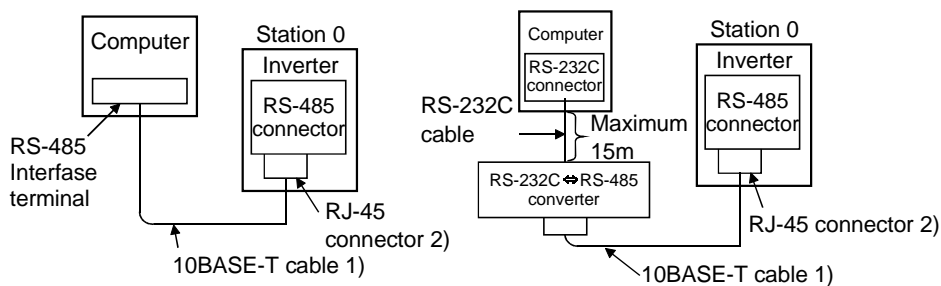 Computer
RS-485
Interfase
terminal
Station 0
Inverter
RS-485
connector
RJ-45
connector 2)
10BASE-T cable 1)
Computer
RS-232C
connector
RS-232C
cable
Maximum
15m
RS-232C ⇔ RS-485
converter
Station 0
Inverter
RS-485
connector
RJ-45 connector 2)
10BASE-T cable 1)